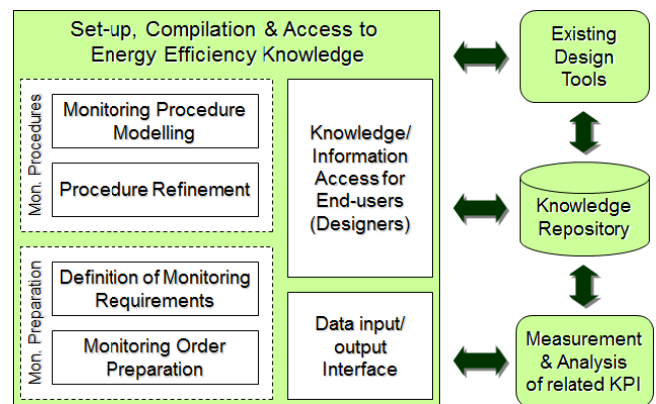 Set-up, Compilation & Access to
Energy Efficiency Knowledge
Mon. Procedures
Monitoring Procedure
Modelling
Procedure Refinement
Mon. Preparation
Definition of Monitoring
Requirements
Monitoring Order
Preparation
Knowledge/
Information
Access for
End-users
(Designers)
Data input/
output
Interface
Existing
Design
Tools
Knowledge
Repository
Measurement
& Analysis
of related KPI